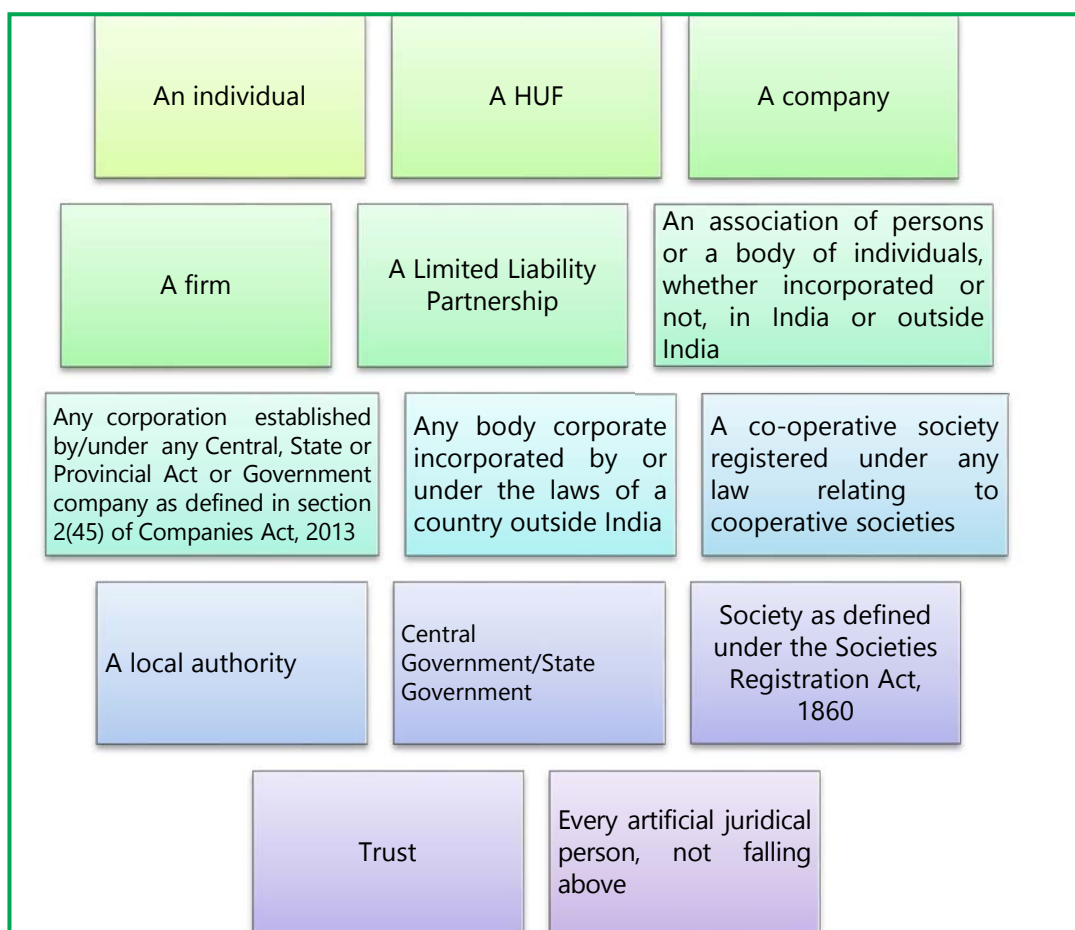 An individual
A HUF
A company
A firm
A Limited Liability
Partnership
An association of persons
or a body of individuals,
whether incorporated or
not, in India or outside
India
Any corporation established
by/under any Central, State or
Provincial Act or Government
company as defined in section
2(45) of Companies Act, 2013
Any body corporate
incorporated by or
under the laws of a
country outside India
A co-operative society
registered under any
law relating to
cooperative societies
A local authority
Central
Government/State
Government
Society as defined
under the Societies
Registration Act,
1860
Trust
Every artificial juridical
person, not falling
above